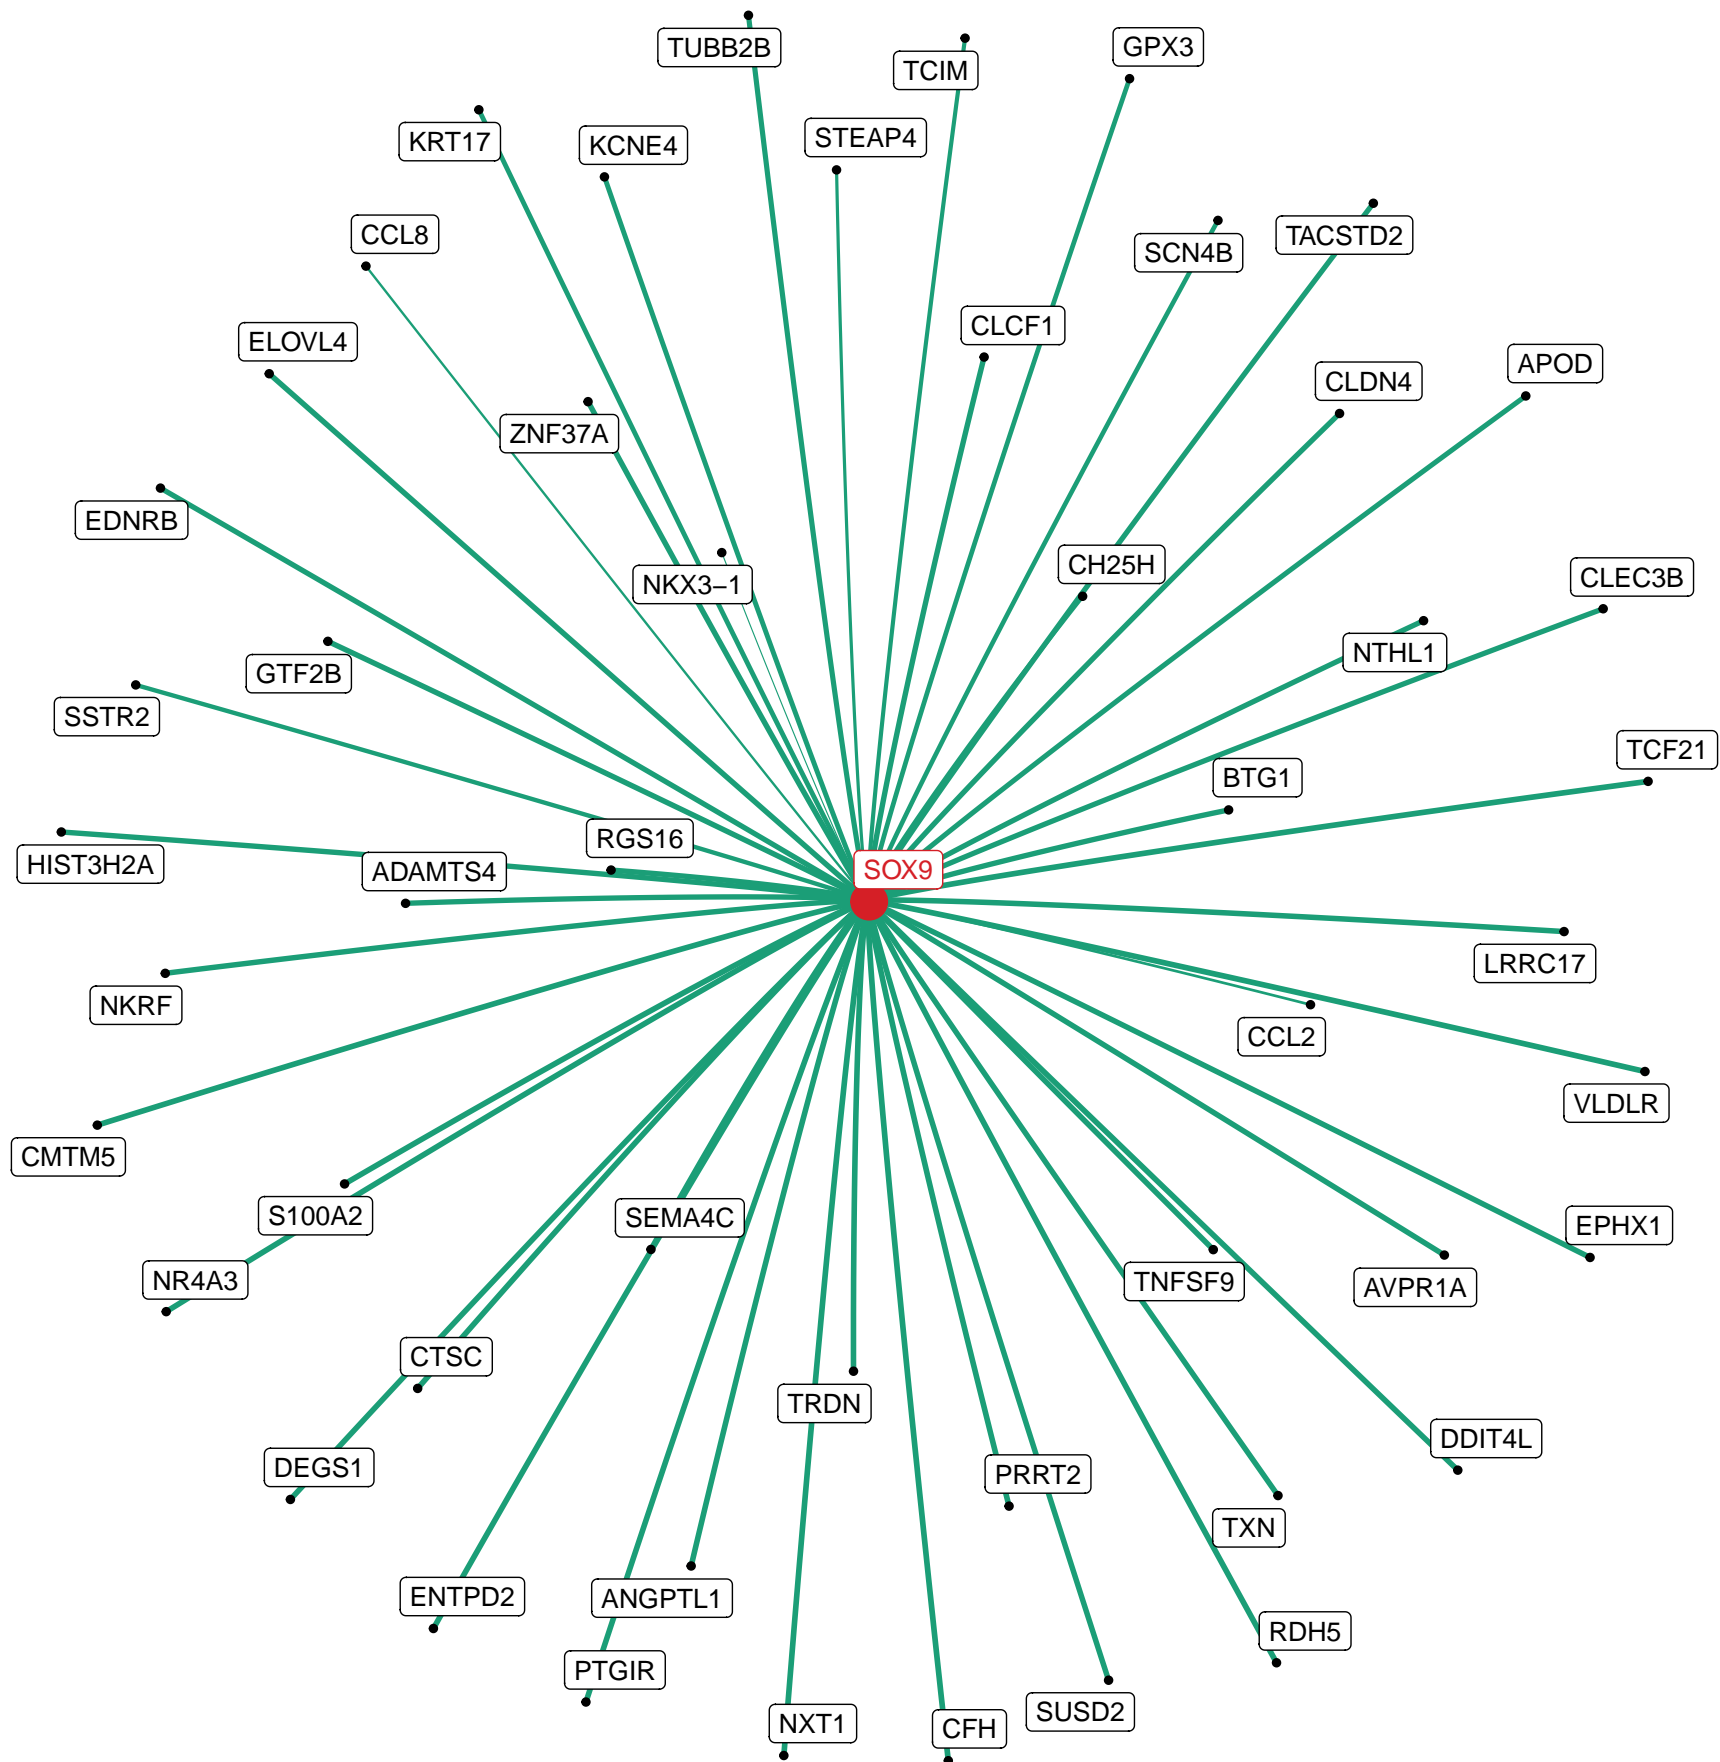 TUBB2B
TCIM
GPX3
KRT17
KCNE4
STEAP4
CCL8
SCN4B
TACSTD2
ELOVL4
CLCF1
APOD
CLDN4
ZNF37A
EDNRB
CH25H
CLEC3B
NKX3−1
GTF2B
NTHL1
SSTR2
TCF21
BTG1
RGS16
HIST3H2A
ADAMTS4
SOX9
LRRC17
NKRF
CCL2
VLDLR
CMTM5
S100A2
SEMA4C
EPHX1
NR4A3
TNFSF9
AVPR1A
CTSC
TRDN
DDIT4L
DEGS1
PRRT2
TXN
ENTPD2
ANGPTL1
RDH5
PTGIR
SUSD2
NXT1
CFH